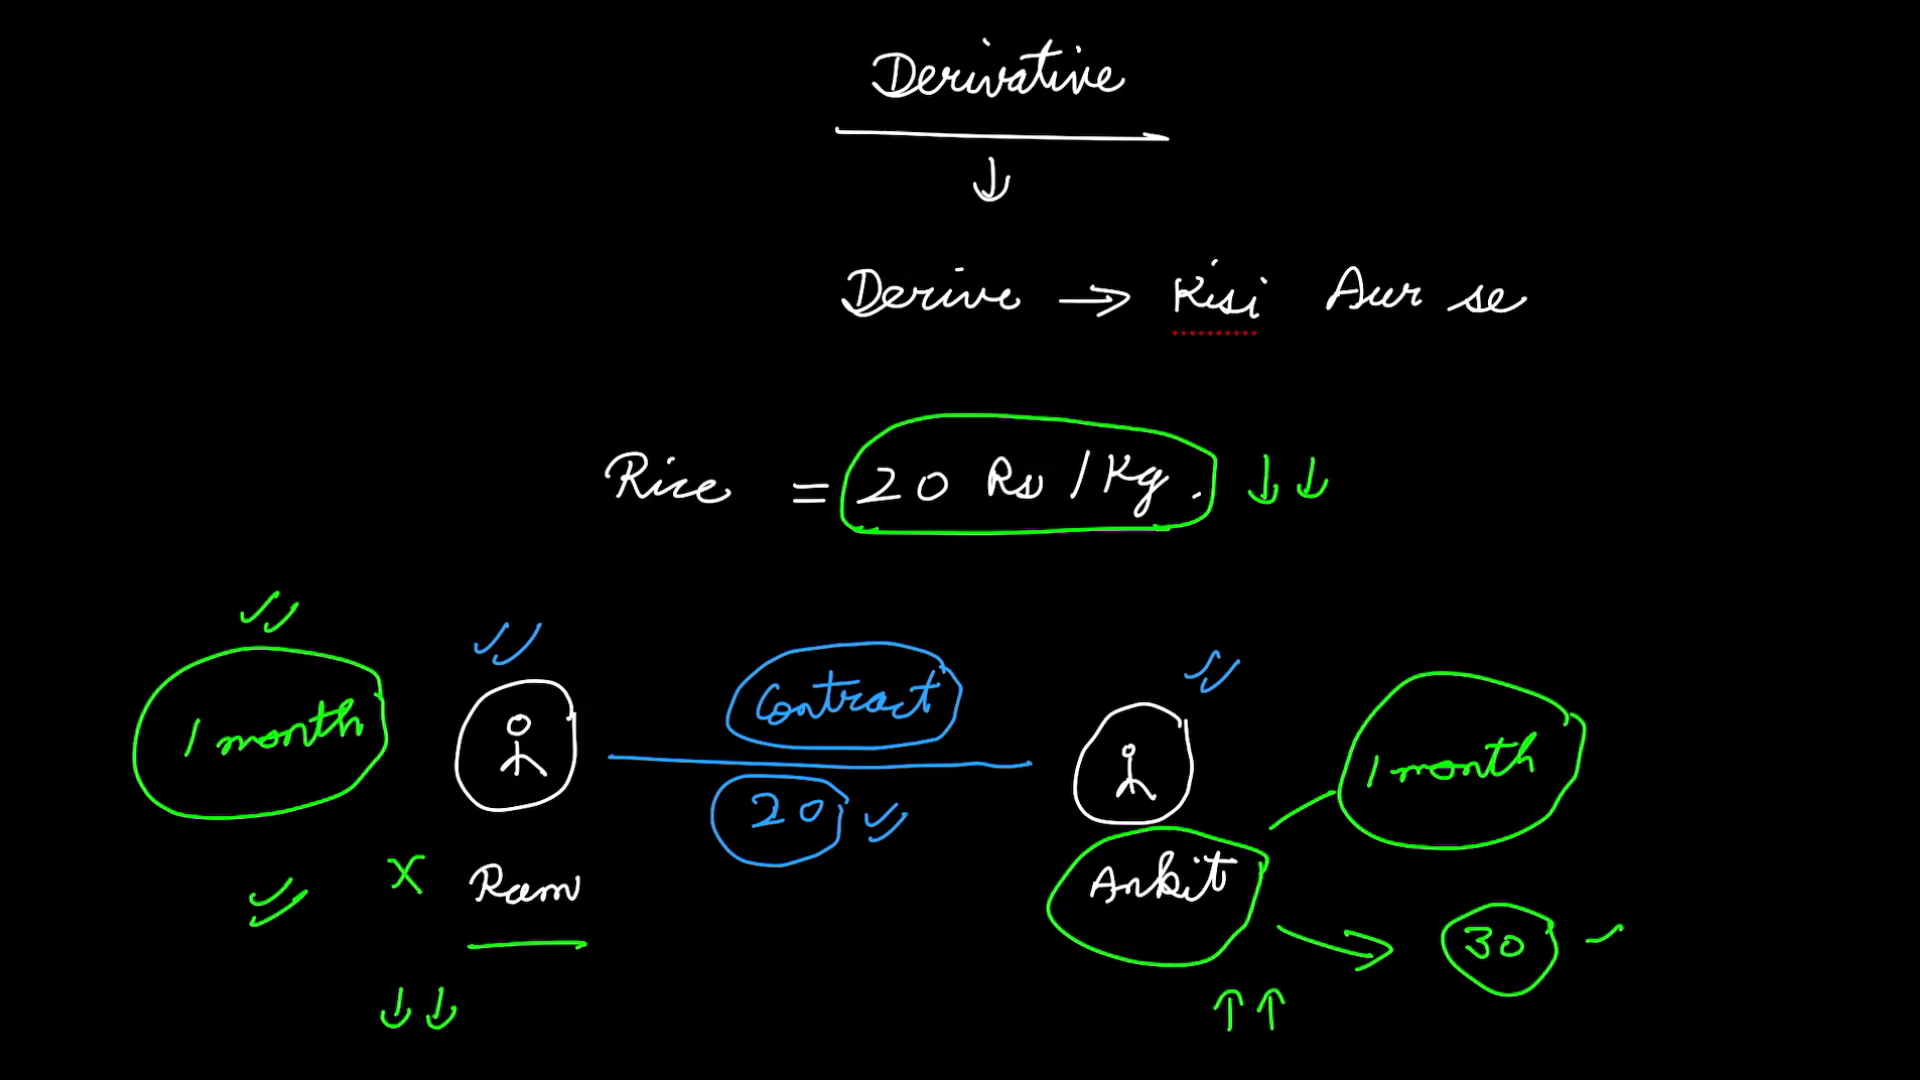 Derivative
Derive → Kisi Aur se
Rice = 20 Rs / Kg.
1 month Contract 1 month
20
X Ram Ankit
30